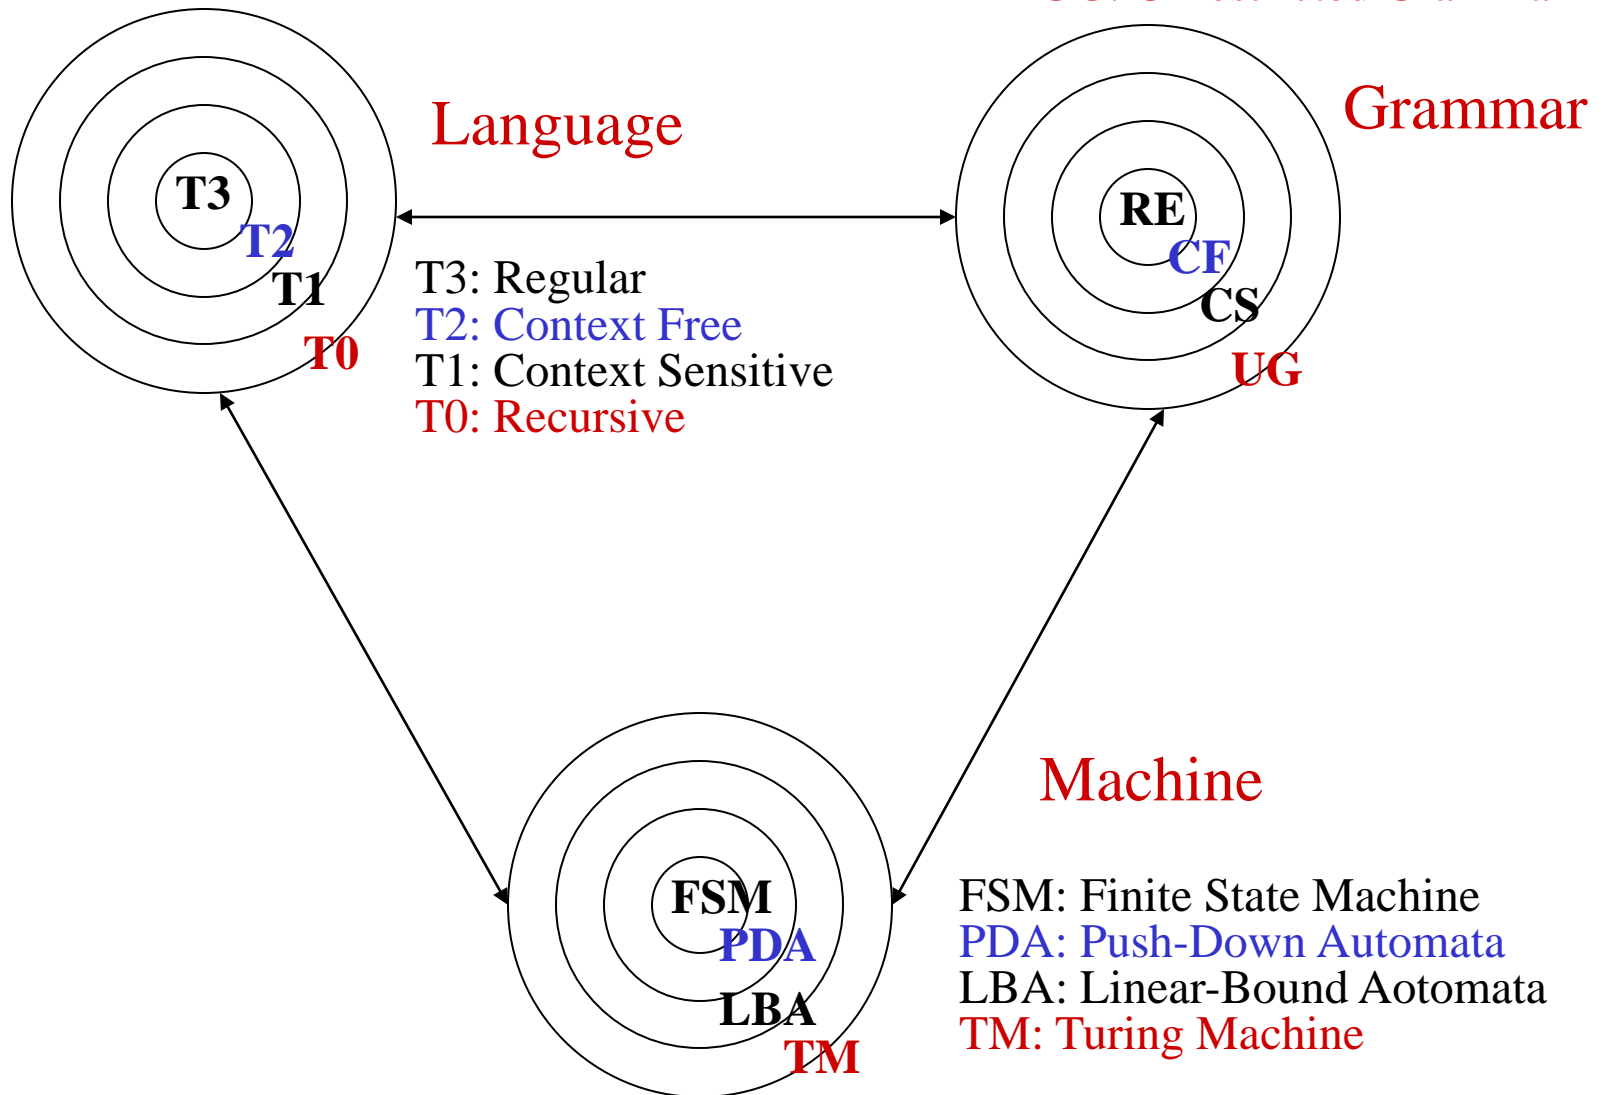 Language
Grammar
T3
T2
T1
T0
RE
CF
CS
UG
T3: Regular
T2: Context Free
T1: Context Sensitive
T0: Recursive
Machine
FSM
PDA
LBA
TM
FSM: Finite State Machine
PDA: Push-Down Automata
LBA: Linear-Bound Aotomata
TM: Turing Machine